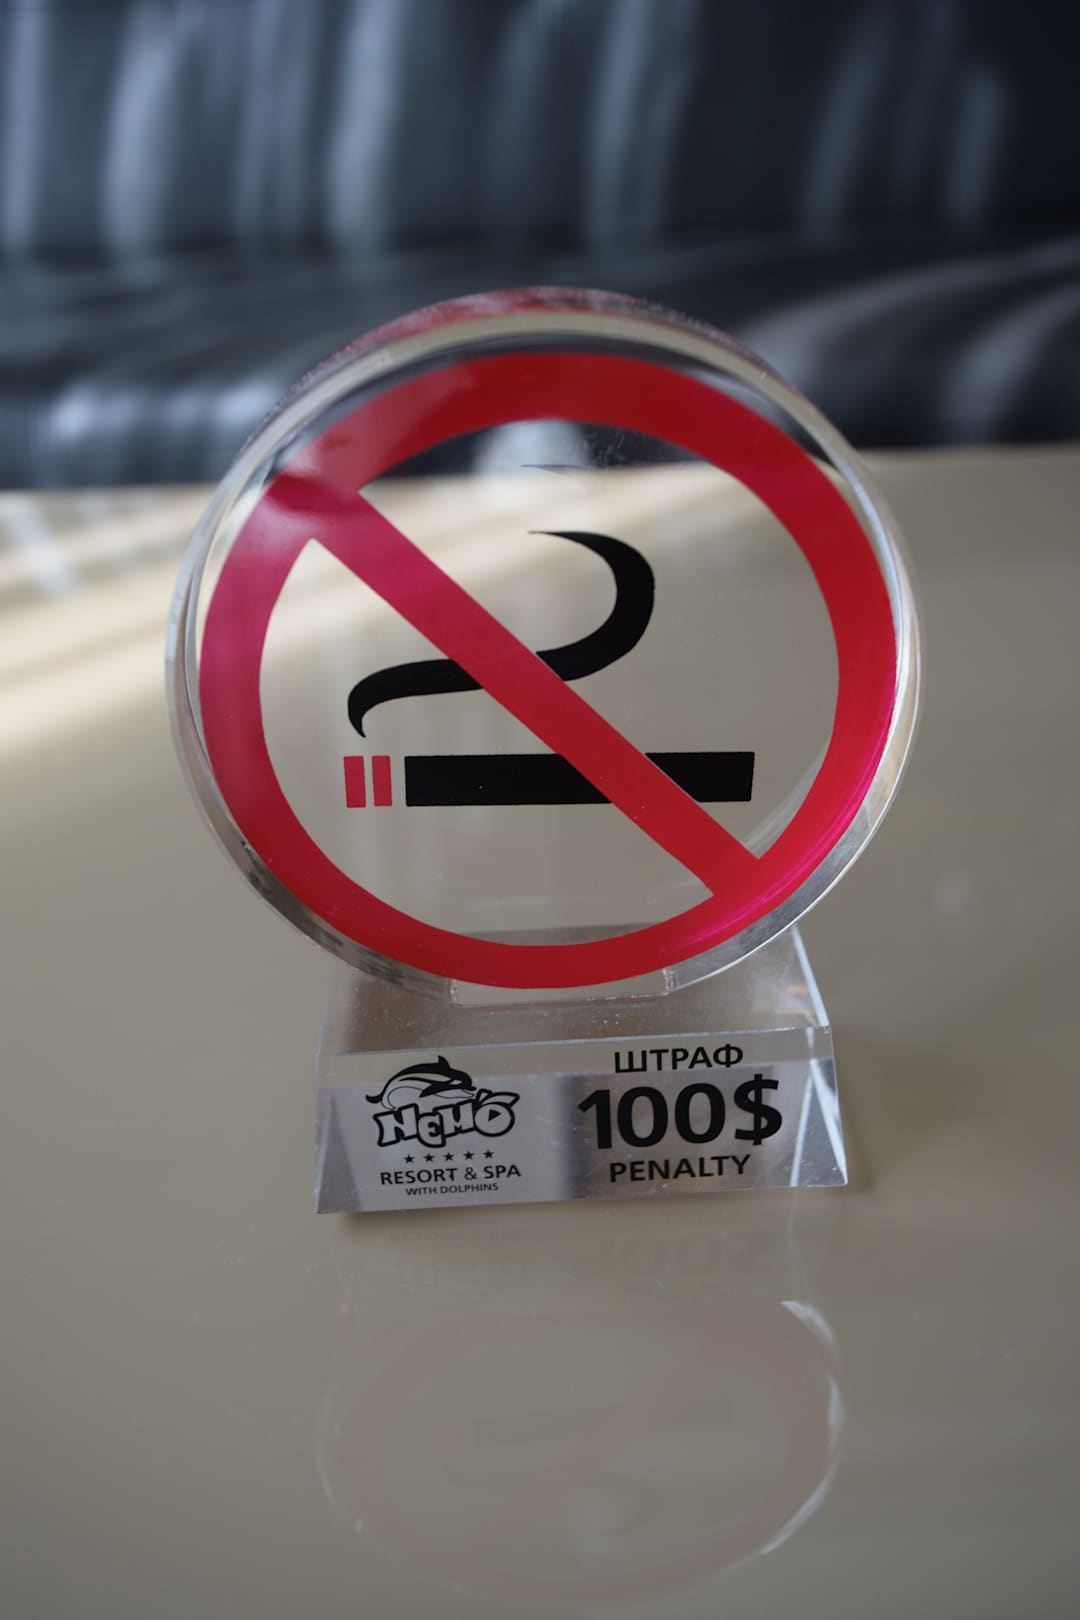 NEMO
RESORT & SPA
WITH DOLPHINS
ШТРАФ
100$
PENALTY